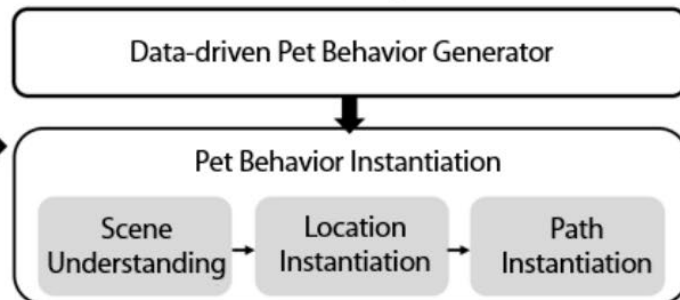 Data-driven Pet Behavior Generator
Pet Behavior Instantiation
Scene
Understanding
Location
Instantiation
Path
Instantiation